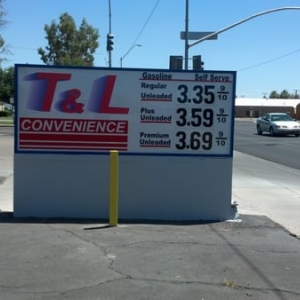 T&L
CONVENIENCE
Gasoline Self Serve
Regular
Unleaded 3.35 9/10
Plus
Unleaded 3.59 9/10
Premium
Unleaded 3.69 9/10